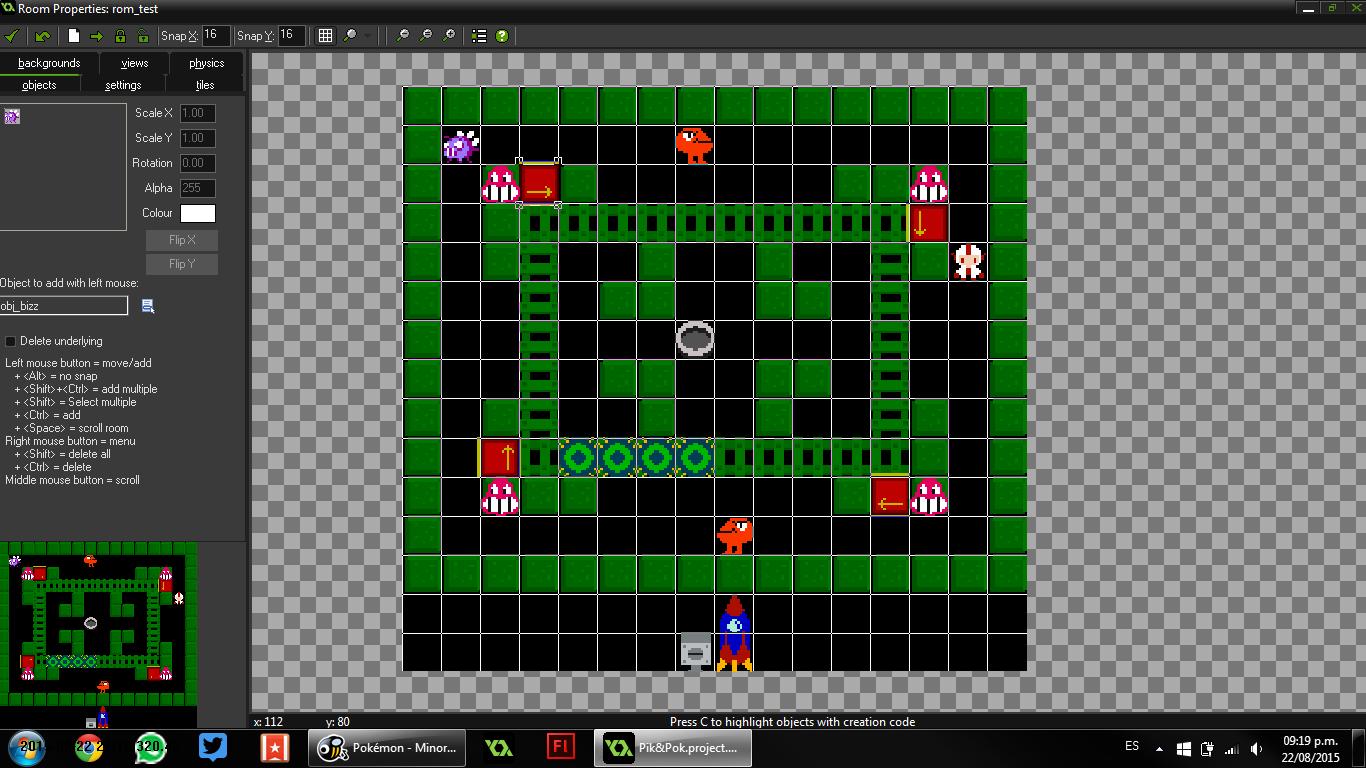 Room Properties: rom_test
Snap X: 16 Snap Y: 16
backgrounds views physics
objects settings tiles
Scale X 1.00
Scale Y 1.00
Rotation 0.00
Alpha 255
Colour
Flip X
Flip Y
Object to add with left mouse:
obj_bizz
Delete underlying
Left mouse button = move/add
+ <Alt> = no snap
+ <Shift>+<Ctrl> = add multiple
+ <Shift> = Select multiple
+ <Ctrl> = add
+ <Space> = scroll room
Right mouse button = menu
+ <Shift> = delete all
+ <Ctrl> = delete
Middle mouse button = scroll
x: 112 y: 80 Press C to highlight objects with creation code
Pokémon - Minor... Fl Pik&Pok.project.... ES 09:19 p.m.
22/08/2015